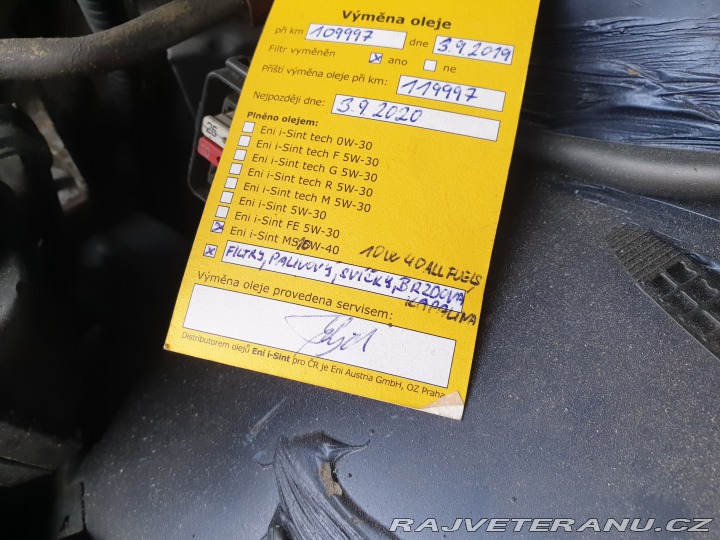 Výměna oleje
při km 109997 dne 3.9.2019
Filtr vyměněn ano ne
Příští výměna oleje při km: 119997
Nejpozději dne: 3.9.2020
Plněno olejem:
Eni i-Sint tech 0W-30
Eni i-Sint tech F 5W-30
Eni i-Sint tech G 5W-30
Eni i-Sint tech R 5W-30
Eni i-Sint tech M 5W-30
Eni i-Sint 5W-30
Eni i-Sint FE 5W-30
Eni i-Sint MS 10W-40 10W40 ALL FUELS
FILTRY, PALIVOVÝ, SVÍČKY, BRZDOVÁ
KAPALINA
Výměna oleje provedena servisem:
Distributorem olejů Eni i-Sint pro ČR je Eni Austria GmbH, OZ Praha
25
RAJVETERANU.CZ